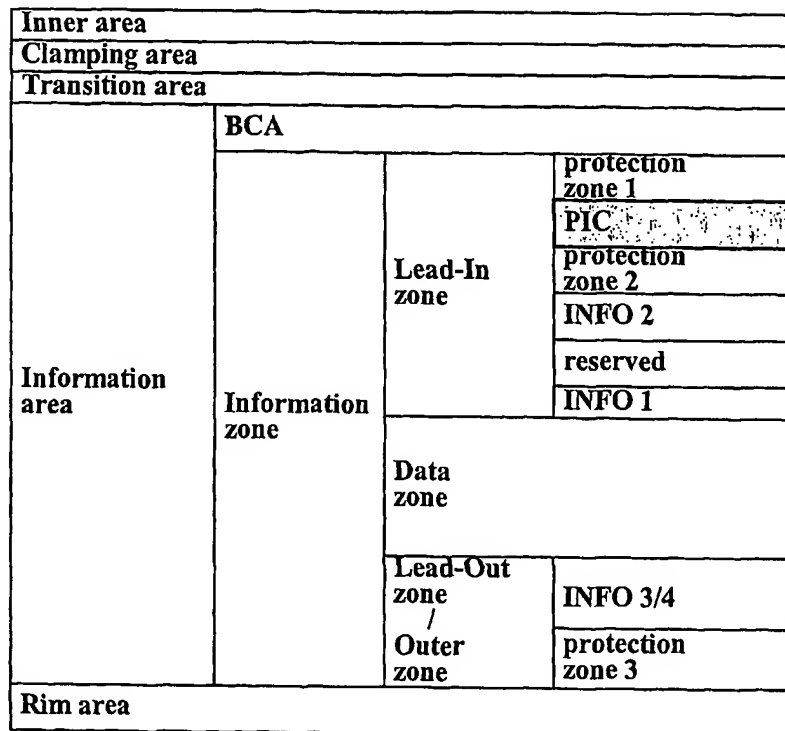 Inner area
Clamping area
Transition area
BCA
protection
zone 1
PIC
Lead-In
zone
protection
zone 2
INFO 2
reserved
INFO 1
Information
area
Information
zone
Data
zone
Lead-Out
zone
/
Outer
zone
INFO 3/4
protection
zone 3
Rim area